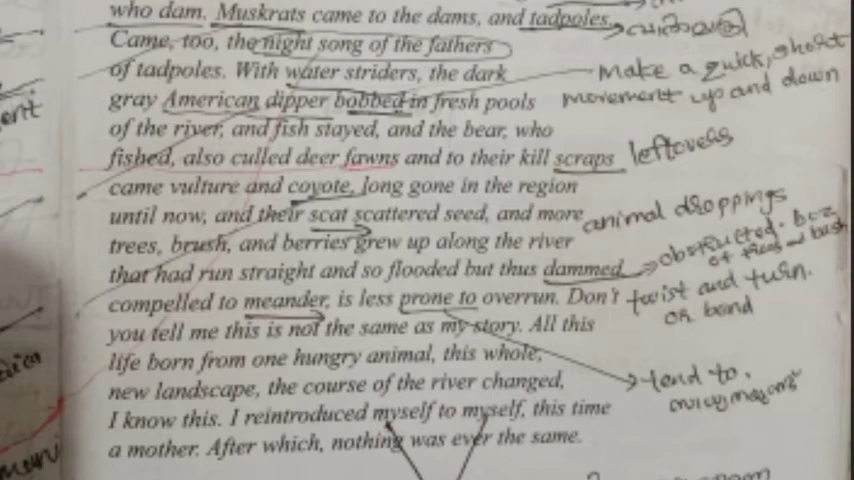 who dam. Muskrats came to the dams, and tadpoles.
Came, too, the night song of the fathers
of tadpoles. With water striders, the dark
Make a quick, short
gray American dipper bobbed in fresh pools
movement up and down
of the river, and fish stayed, and the bear, who
fished, also culled deer fawns and to their kill scraps
leftovers
came vulture and coyote, long gone in the region
until now, and their scat scattered seed, and more
animal droppings
trees, brush, and berries grew up along the river
that had run straight and so flooded but thus dammed
obstructed. bcz
of trees and bush
compelled to meander, is less prone to overrun. Don't
twist and turn.
or bend
you tell me this is not the same as my story. All this
life born from one hungry animal, this whole,
new landscape, the course of the river changed,
tend to.
I know this. I reintroduced myself to myself, this time
a mother. After which, nothing was ever the same.